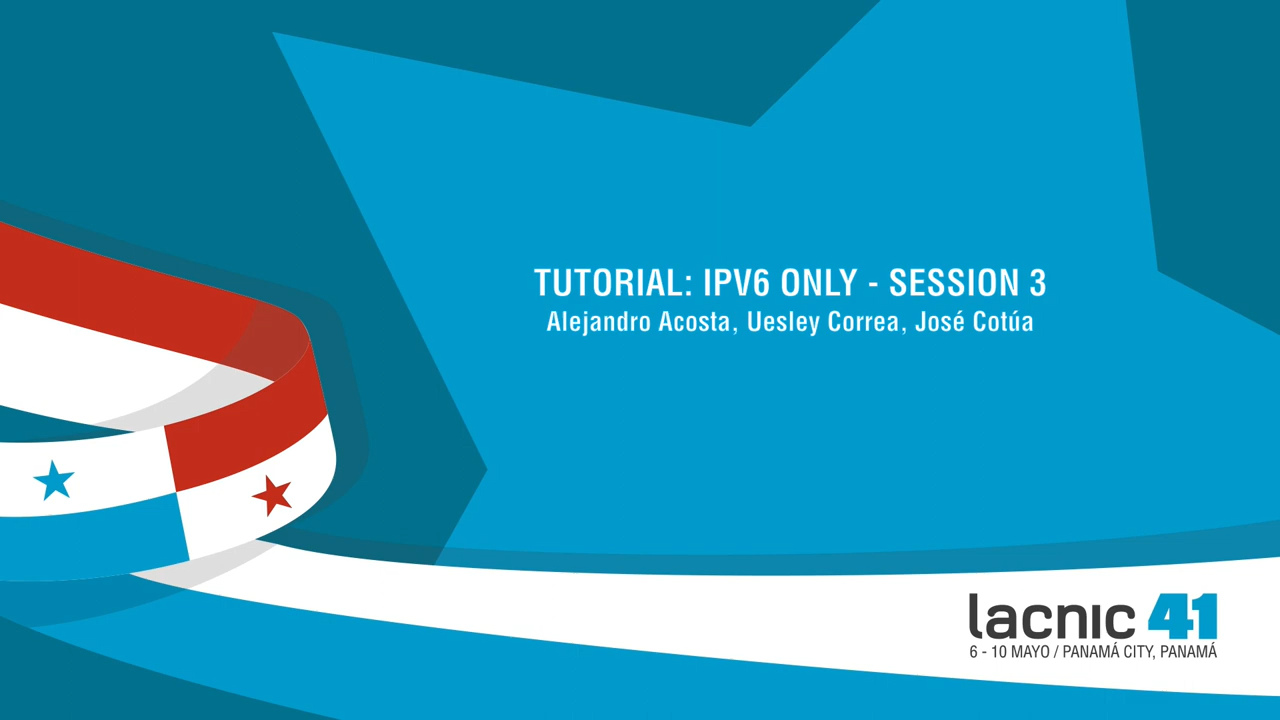 TUTORIAL: IPV6 ONLY - SESSION 3
Alejandro Acosta, Uesley Correa, José Cotúa
lacnic 41
6 - 10 MAYO / PANAMÁ CITY, PANAMÁ